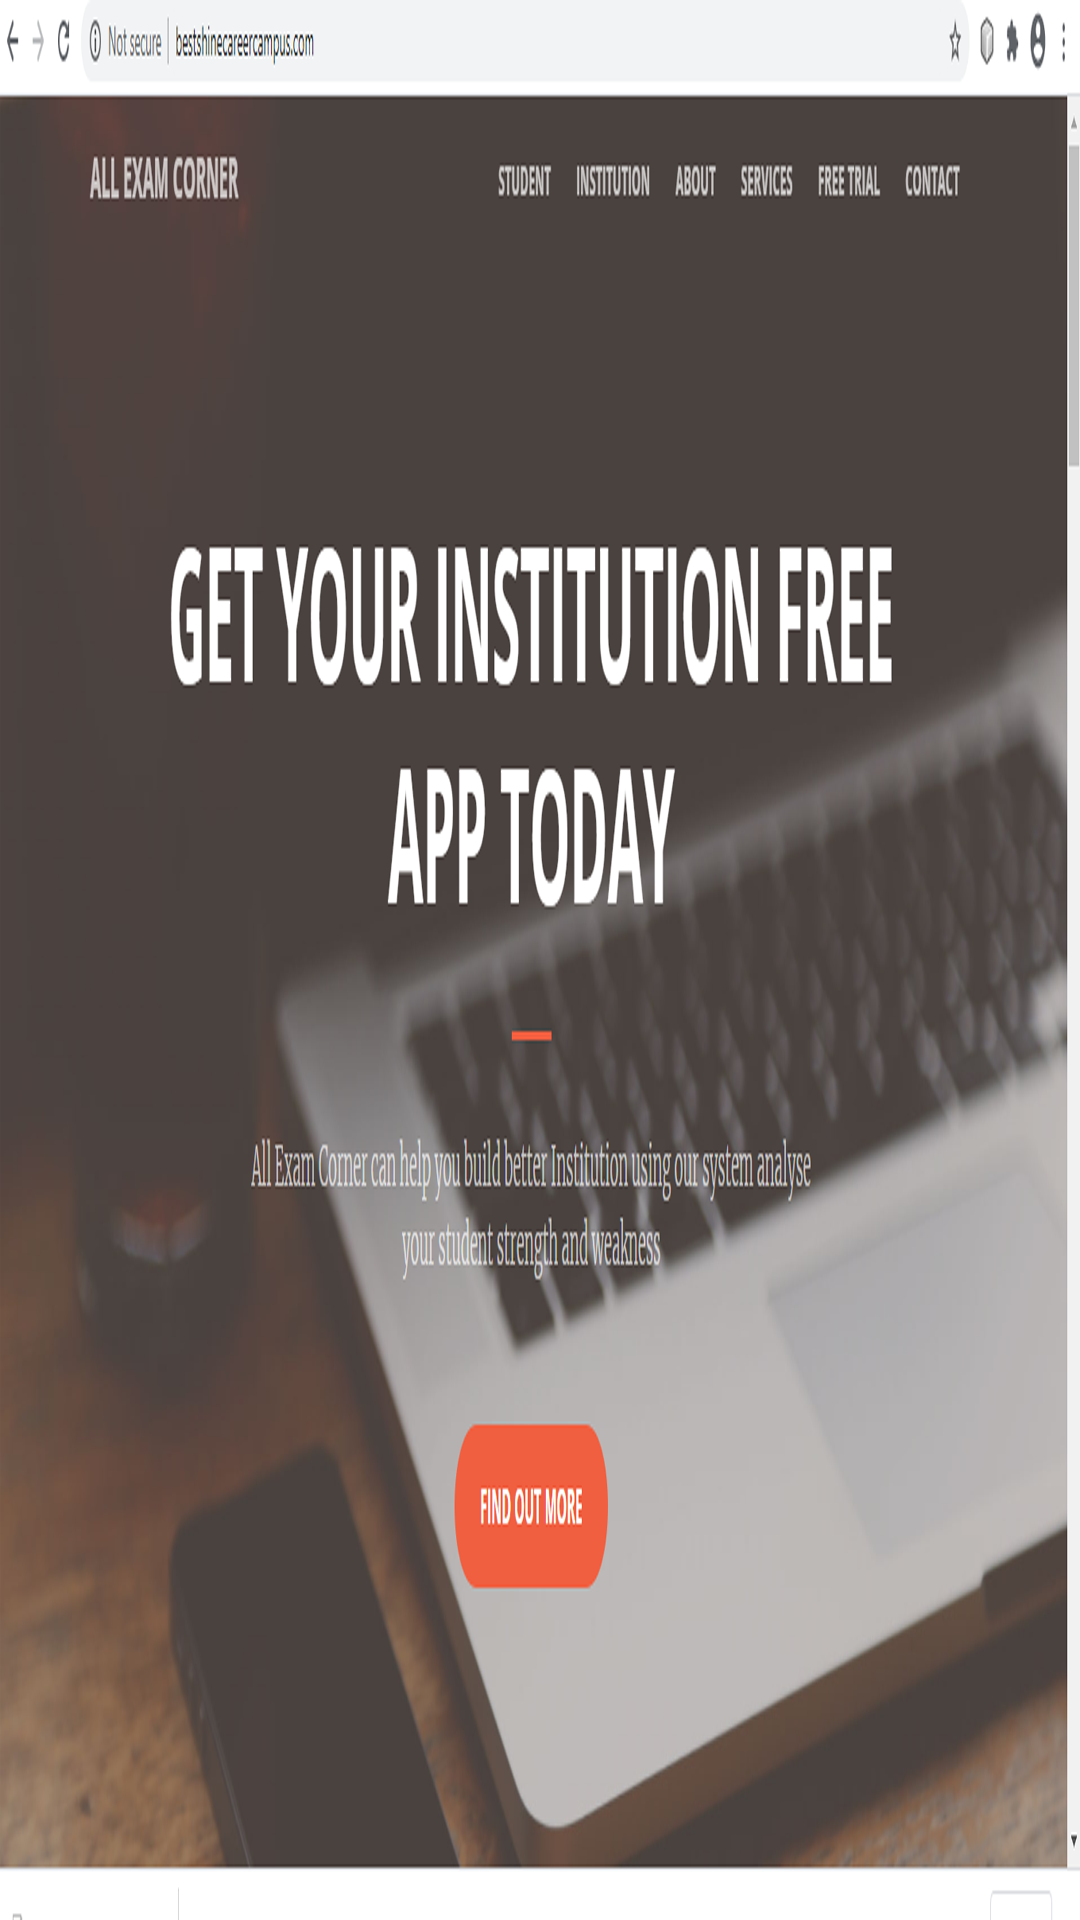 Not secure bestshinecareercampus.com
ALL EXAM CORNER STUDENT INSTITUTION ABOUT SERVICES FREE TRIAL CONTACT
GET YOUR INSTITUTION FREE
APP TODAY
All Exam Corner can help you build better Institution using our system analyse
your student strength and weakness
FIND OUT MORE